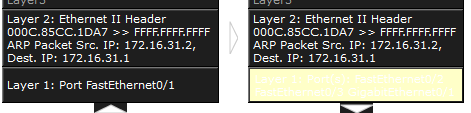 Layer3
Layer 2: Ethernet II Header
000C.85CC.1DA7 >> FFFF.FFFF.FFFF
ARP Packet Src. IP: 172.16.31.2,
Dest. IP: 172.16.31.1
Layer 1: Port FastEthernet0/1
Layer3
Layer 2: Ethernet II Header
000C.85CC.1DA7 >> FFFF.FFFF.FFFF
ARP Packet Src. IP: 172.16.31.2,
Dest. IP: 172.16.31.1
Layer 1: Port(s):